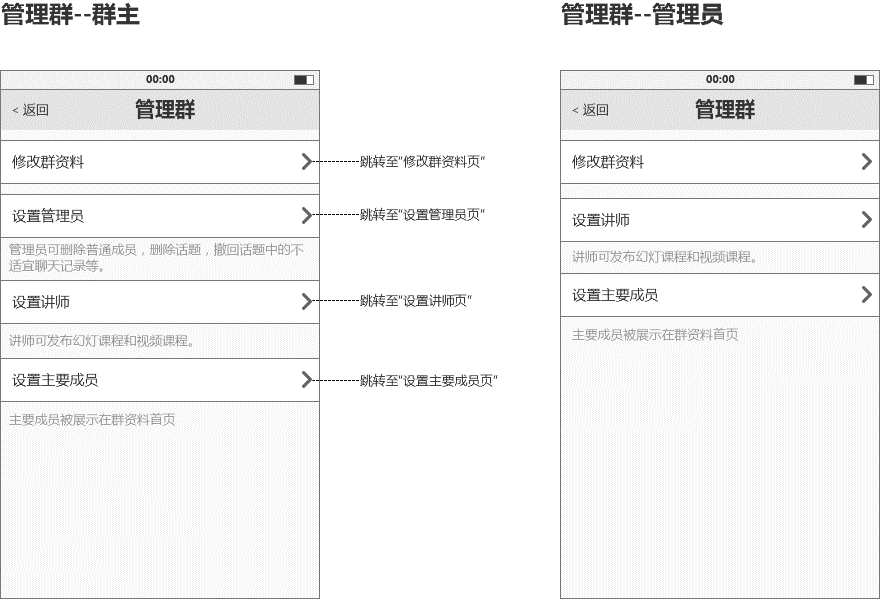 管理群--群主
00:00
< 返回
管理群
修改群资料
跳转至“修改群资料页”
设置管理员
跳转至“设置管理员页”
管理员可删除普通成员，删除话题，撤回话题中的不
适宜聊天记录等。
设置讲师
跳转至“设置讲师页”
讲师可发布幻灯课程和视频课程。
设置主要成员
跳转至“设置主要成员页”
主要成员被展示在群资料首页
管理群--管理员
00:00
< 返回
管理群
修改群资料
设置讲师
讲师可发布幻灯课程和视频课程。
设置主要成员
主要成员被展示在群资料首页